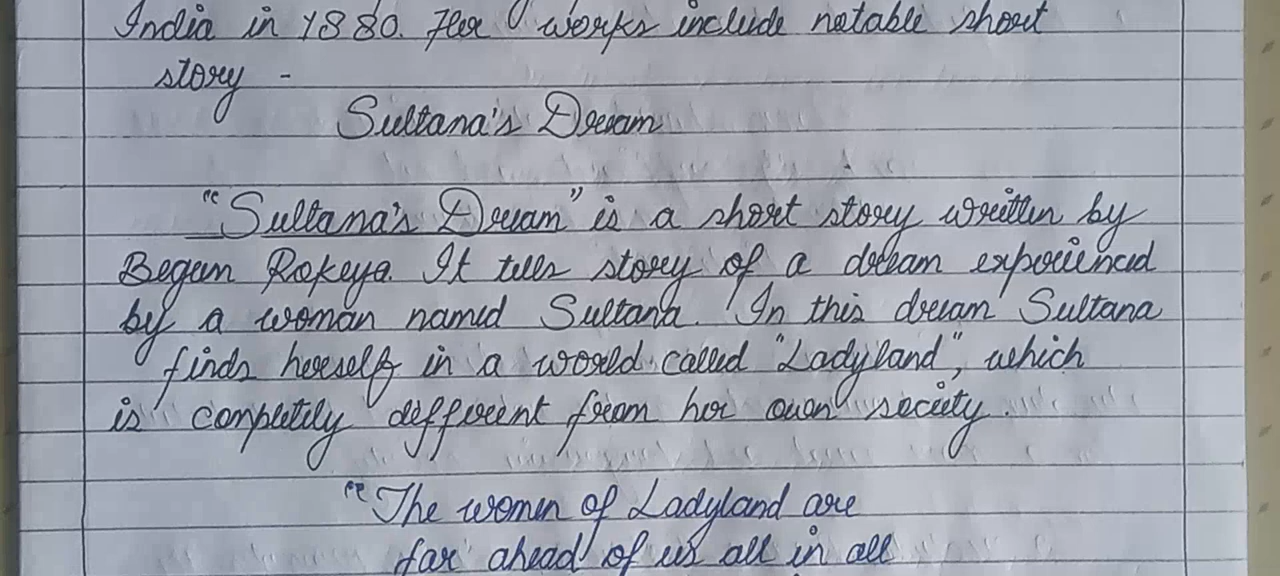 India in 1880. Her works include notable short
story -
Sultana's Dream
"Sultana's Dream" is a short story written by
Begum Rokeya. It tells story of a dream experienced
by a woman named Sultana. In this dream Sultana
finds herself in a world called "Ladyland", which
is completely different from her own society.
"The women of Ladyland are
far ahead of us all in all